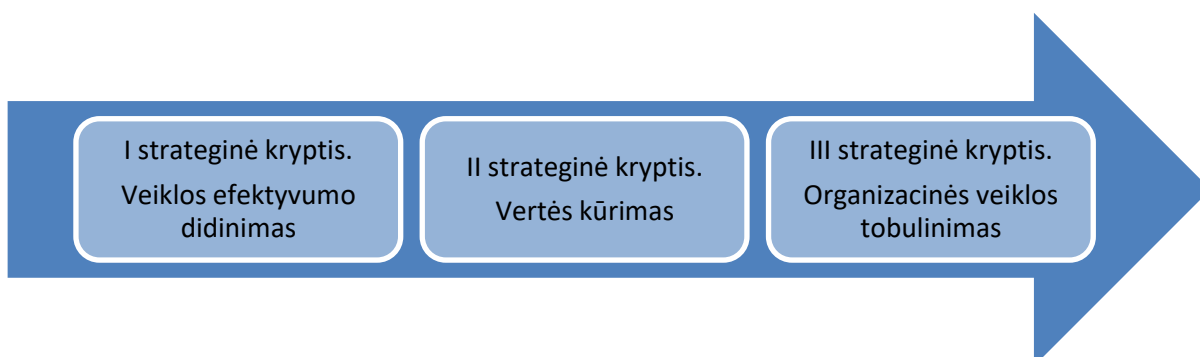 I strateginė kryptis.
Veiklos efektyvumo
didinimas
II strateginė kryptis.
Vertės kūrimas
III strateginė kryptis.
Organizacinės veiklos
tobulinimas